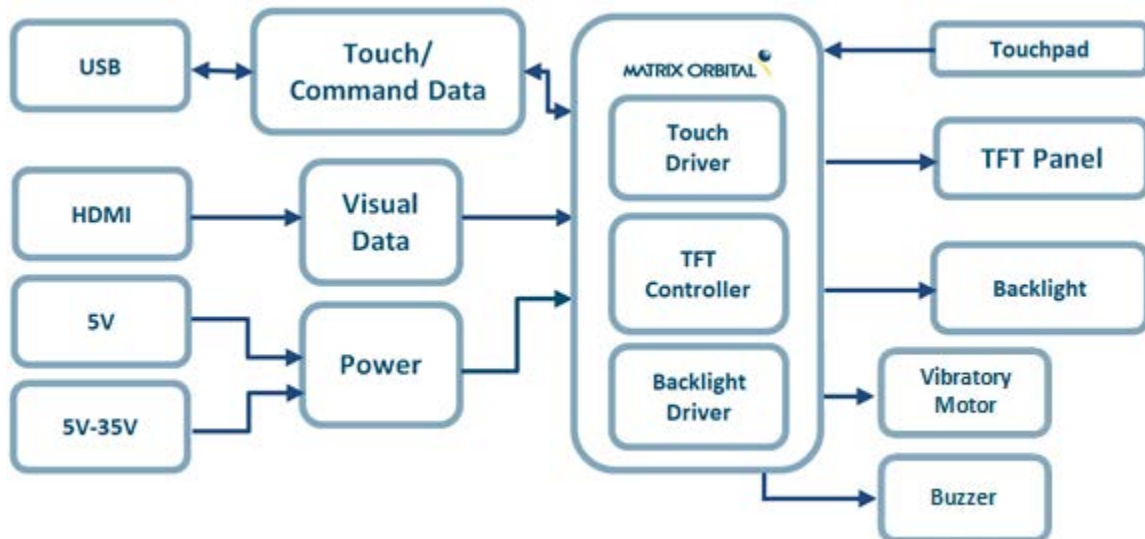 USB
Touch/
Command Data
HDMI
Visual
Data
5V
5V-35V
Power
MATRIX ORBITAL
Touch
Driver
TFT
Controller
Backlight
Driver
Touchpad
TFT Panel
Backlight
Vibratory
Motor
Buzzer